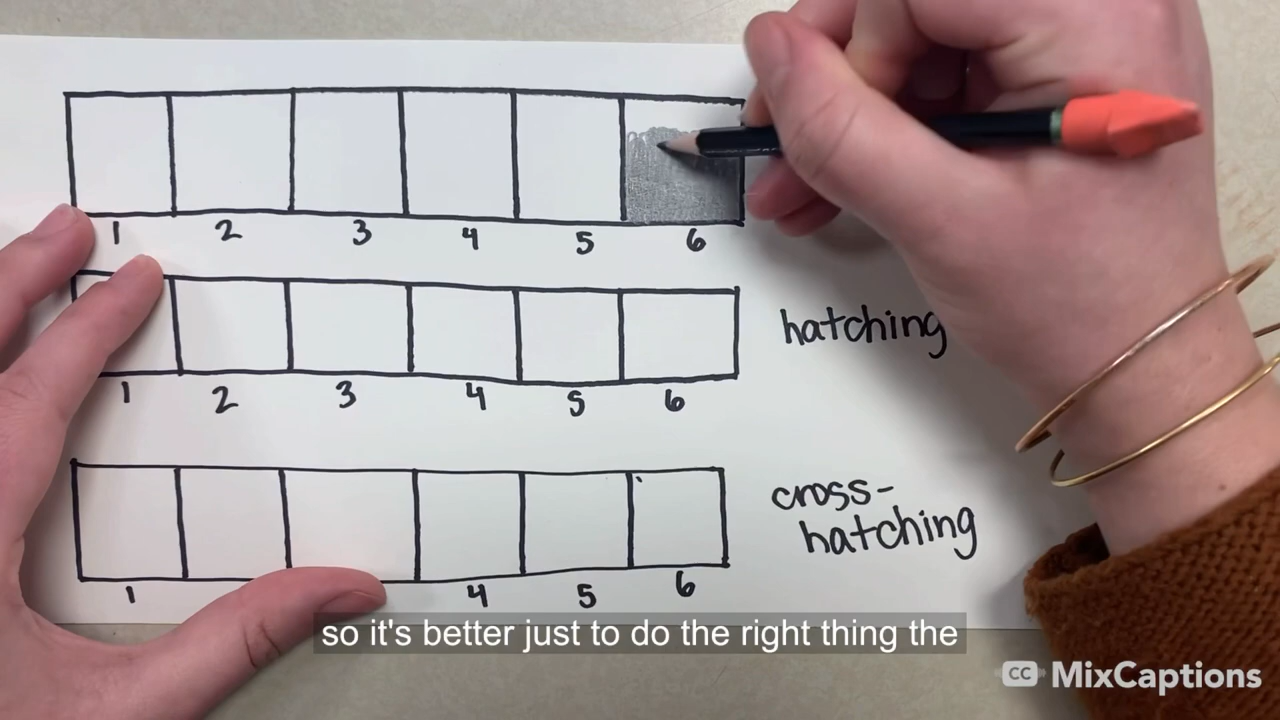 1 2 3 4 5 6
hatching
1 2 3 4 5 6
cross-
hatching
1 4 5 6
so it's better just to do the right thing the
CC MixCaptions